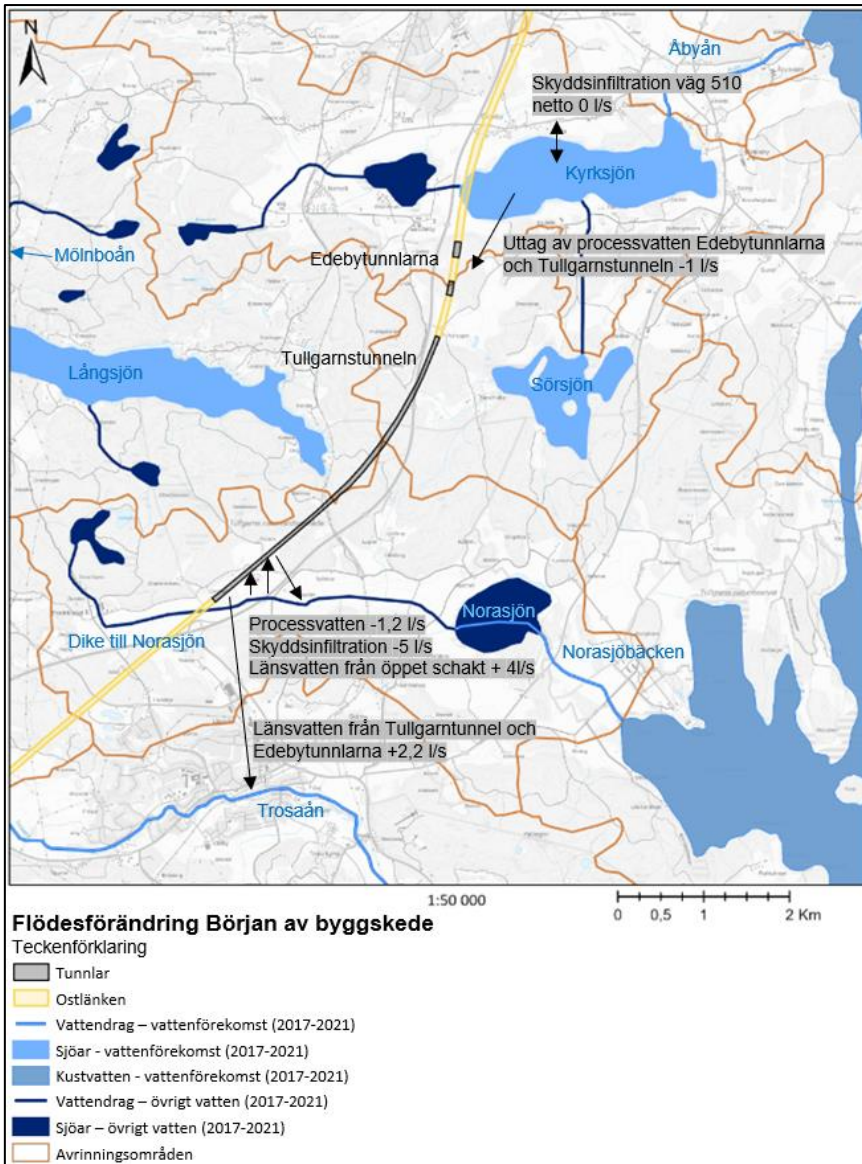 N
Åbyån
Skyddsinfiltration väg 510
netto 0 l/s
Kyrksjön
Uttag av processvatten Edebytunnlarna
och Tullgarnstunneln -1 l/s
Mölnboån
Edebytunnlarna
Tullgarnstunneln
Långsjön
Sörsjön
Dike till Norasjön
Processvatten -1,2 l/s
Skyddsinfiltration -5 l/s
Länsvatten från öppet schakt + 4l/s
Norasjön
Norasjöbäcken
Länsvatten från Tullgarntunnel och
Edebytunnlarna +2,2 l/s
Trosaån
1:50 000
0 0,5 1 2 Km
Flödesförändring Början av byggskede
Teckenförklaring
Tunnlar
Ostlänken
Vattendrag – vattenförekomst (2017-2021)
Sjöar - vattenförekomst (2017-2021)
Kustvatten - vattenförekomst (2017-2021)
Vattendrag – övrigt vatten (2017-2021)
Sjöar – övrigt vatten (2017-2021)
Avrinningsområden